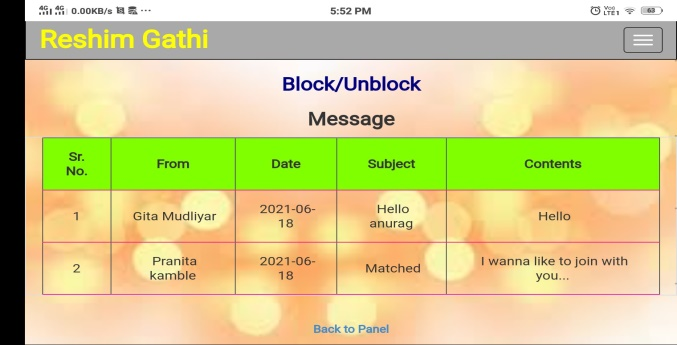 4G 4G 0.00KB/s ... 5:52 PM VoLTE1 63
Reshim Gathi
Block/Unblock
Message
Sr. No. From Date Subject Contents
1 Gita Mudliyar 2021-06-18 Hello anurag Hello
2 Pranita kamble 2021-06-18 Matched I wanna like to join with you...
Back to Panel